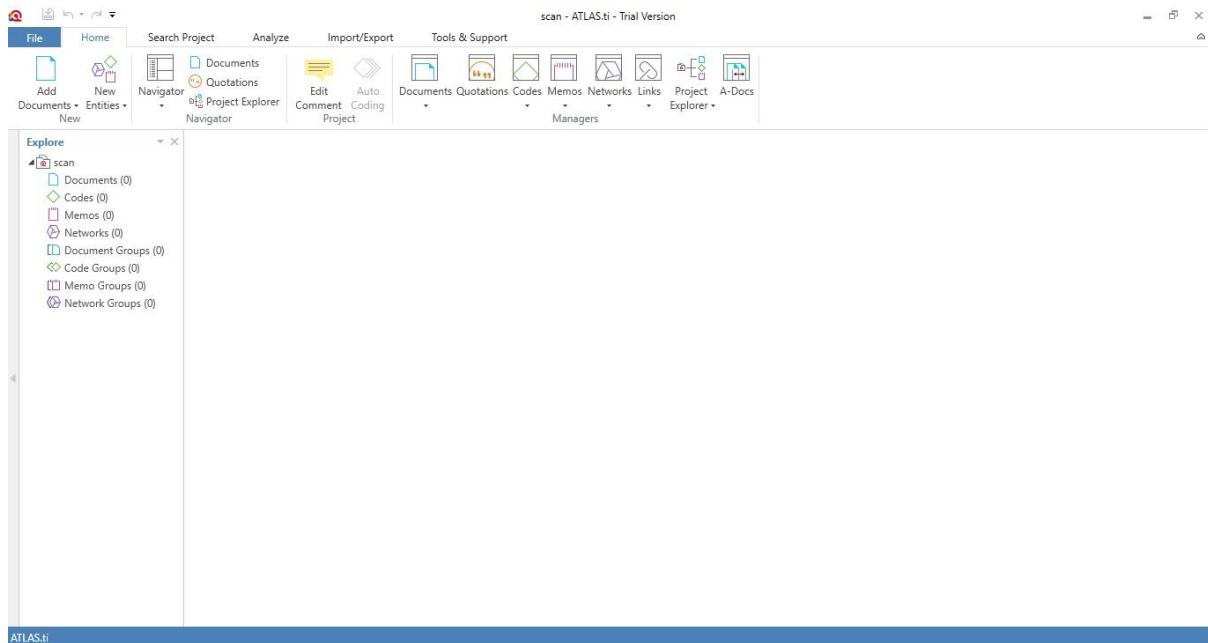 scan - ATLAS.ti - Trial Version
File Home Search Project Analyze Import/Export Tools & Support
Add Documents
New Entities
Navigator
Documents
Quotations
Project Explorer
Edit Comment
Auto Coding
Documents Quotations Codes Memos Networks Links Project Explorer A-Docs
New Navigator Project Managers
Explore
scan
Documents (0)
Codes (0)
Memos (0)
Networks (0)
Document Groups (0)
Code Groups (0)
Memo Groups (0)
Network Groups (0)
ATLAS.ti